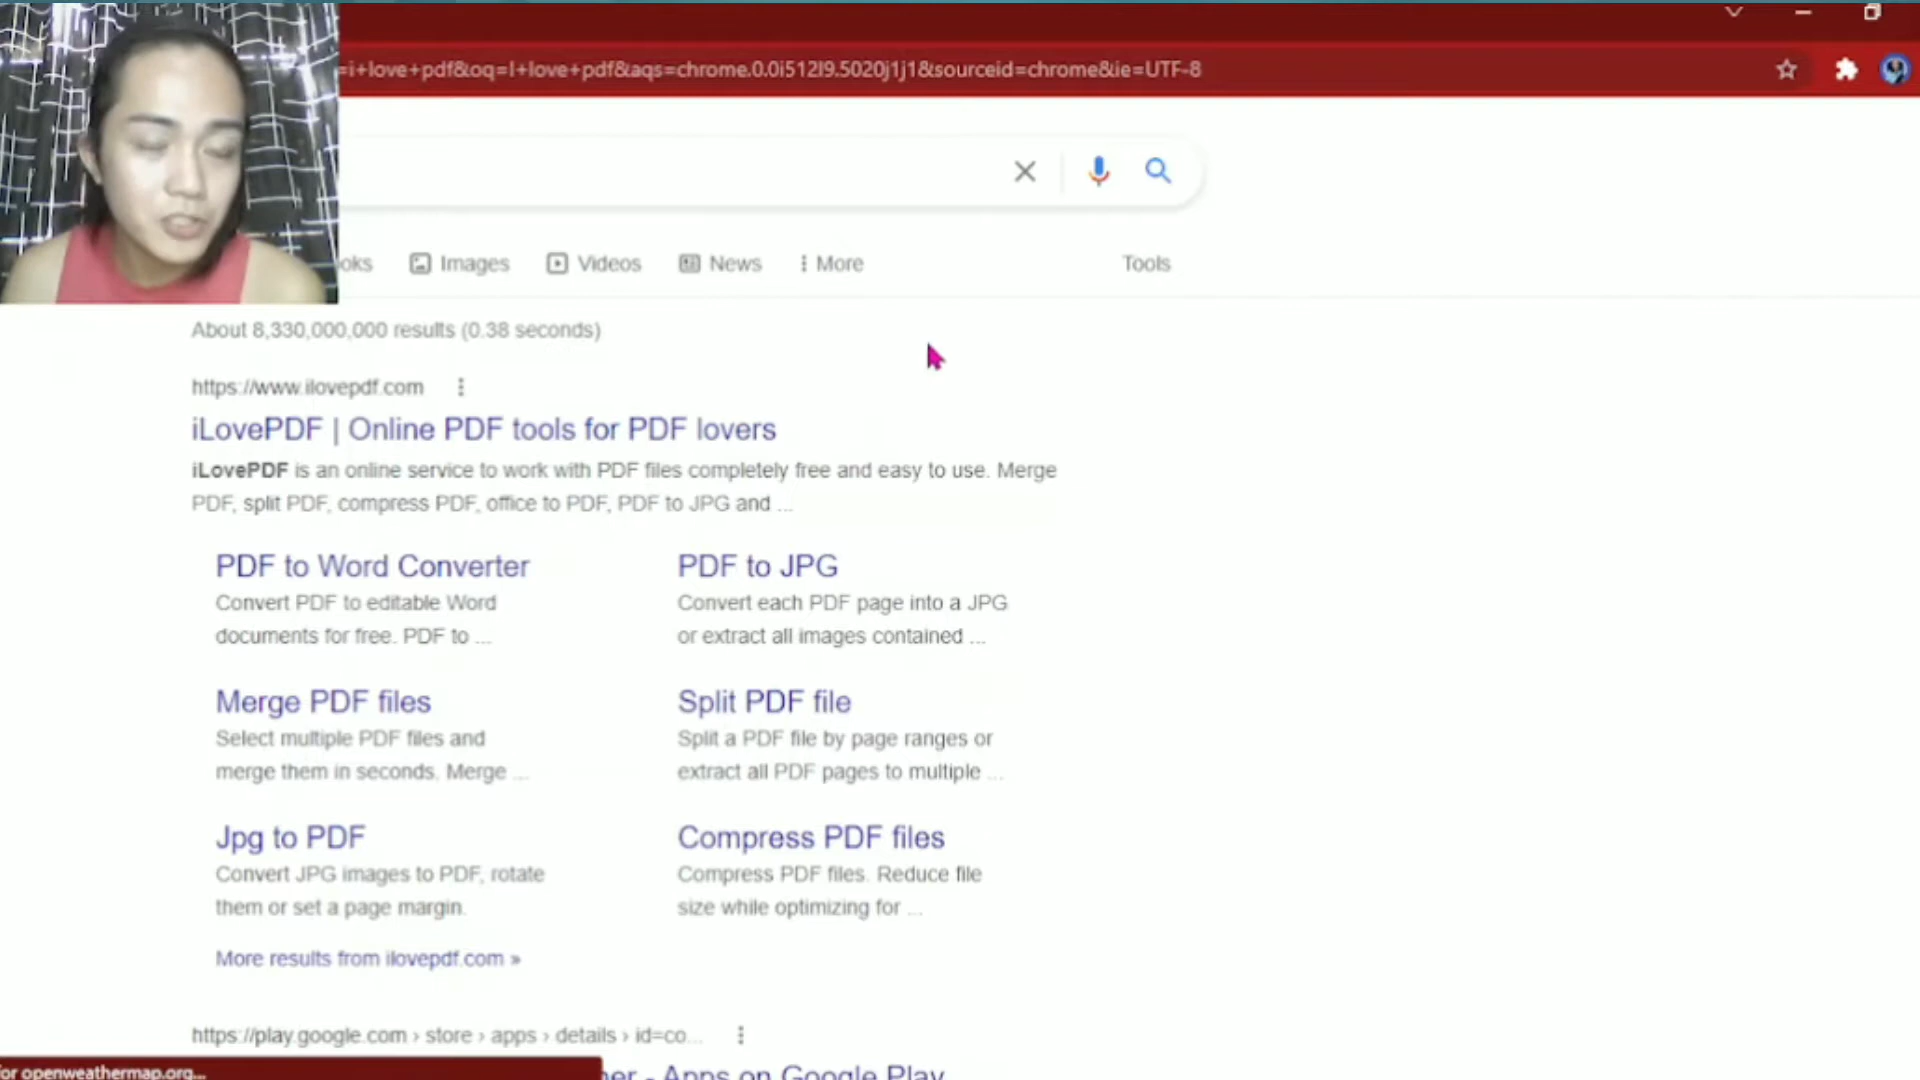 =i+love+pdf&oq=I+love+pdf&aqs=chrome.0.0i512l9.5020j1j1&sourceid=chrome&ie=UTF-8
Images Videos News More Tools
About 8,330,000,000 results (0.38 seconds)
https://www.ilovepdf.com
iLovePDF | Online PDF tools for PDF lovers
iLovePDF is an online service to work with PDF files completely free and easy to use. Merge
PDF, split PDF, compress PDF, office to PDF, PDF to JPG and ...
PDF to Word Converter
Convert PDF to editable Word
documents for free. PDF to ...
PDF to JPG
Convert each PDF page into a JPG
or extract all images contained ...
Merge PDF files
Select multiple PDF files and
merge them in seconds. Merge ...
Split PDF file
Split a PDF file by page ranges or
extract all PDF pages to multiple ...
Jpg to PDF
Convert JPG images to PDF, rotate
them or set a page margin.
Compress PDF files
Compress PDF files. Reduce file
size while optimizing for ...
More results from ilovepdf.com »
https://play.google.com › store › apps › details › id=co...
- Apps on Google Play
for openweathermap.org...